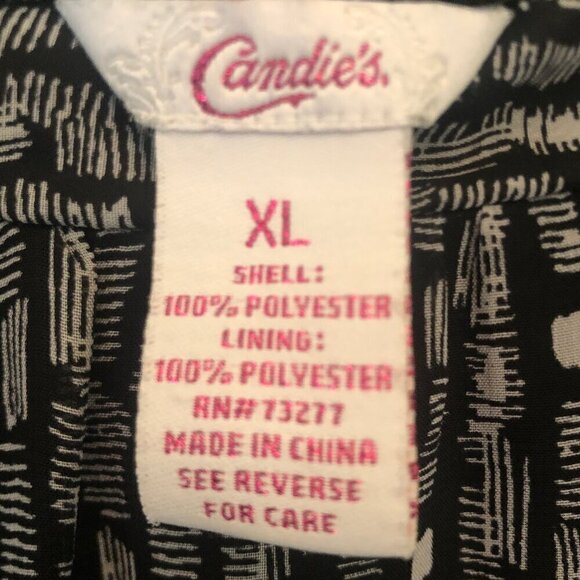 Candie's.
XL
SHELL:
100% POLYESTER
LINING:
100% POLYESTER
RN# 73277
MADE IN CHINA
SEE REVERSE
FOR CARE